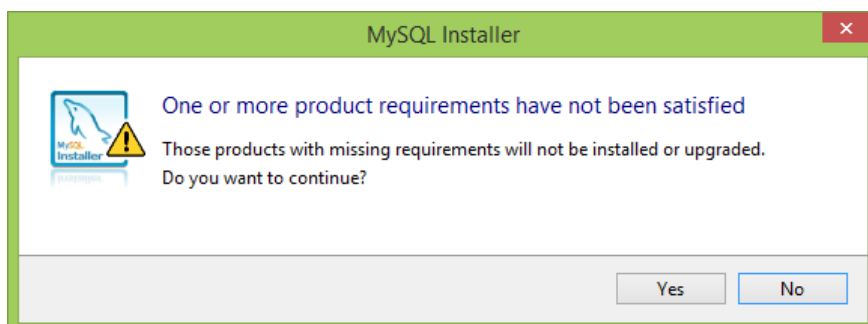 MySQL Installer
One or more product requirements have not been satisfied
Those products with missing requirements will not be installed or upgraded.
Do you want to continue?
MySQL
Installer
Yes
No